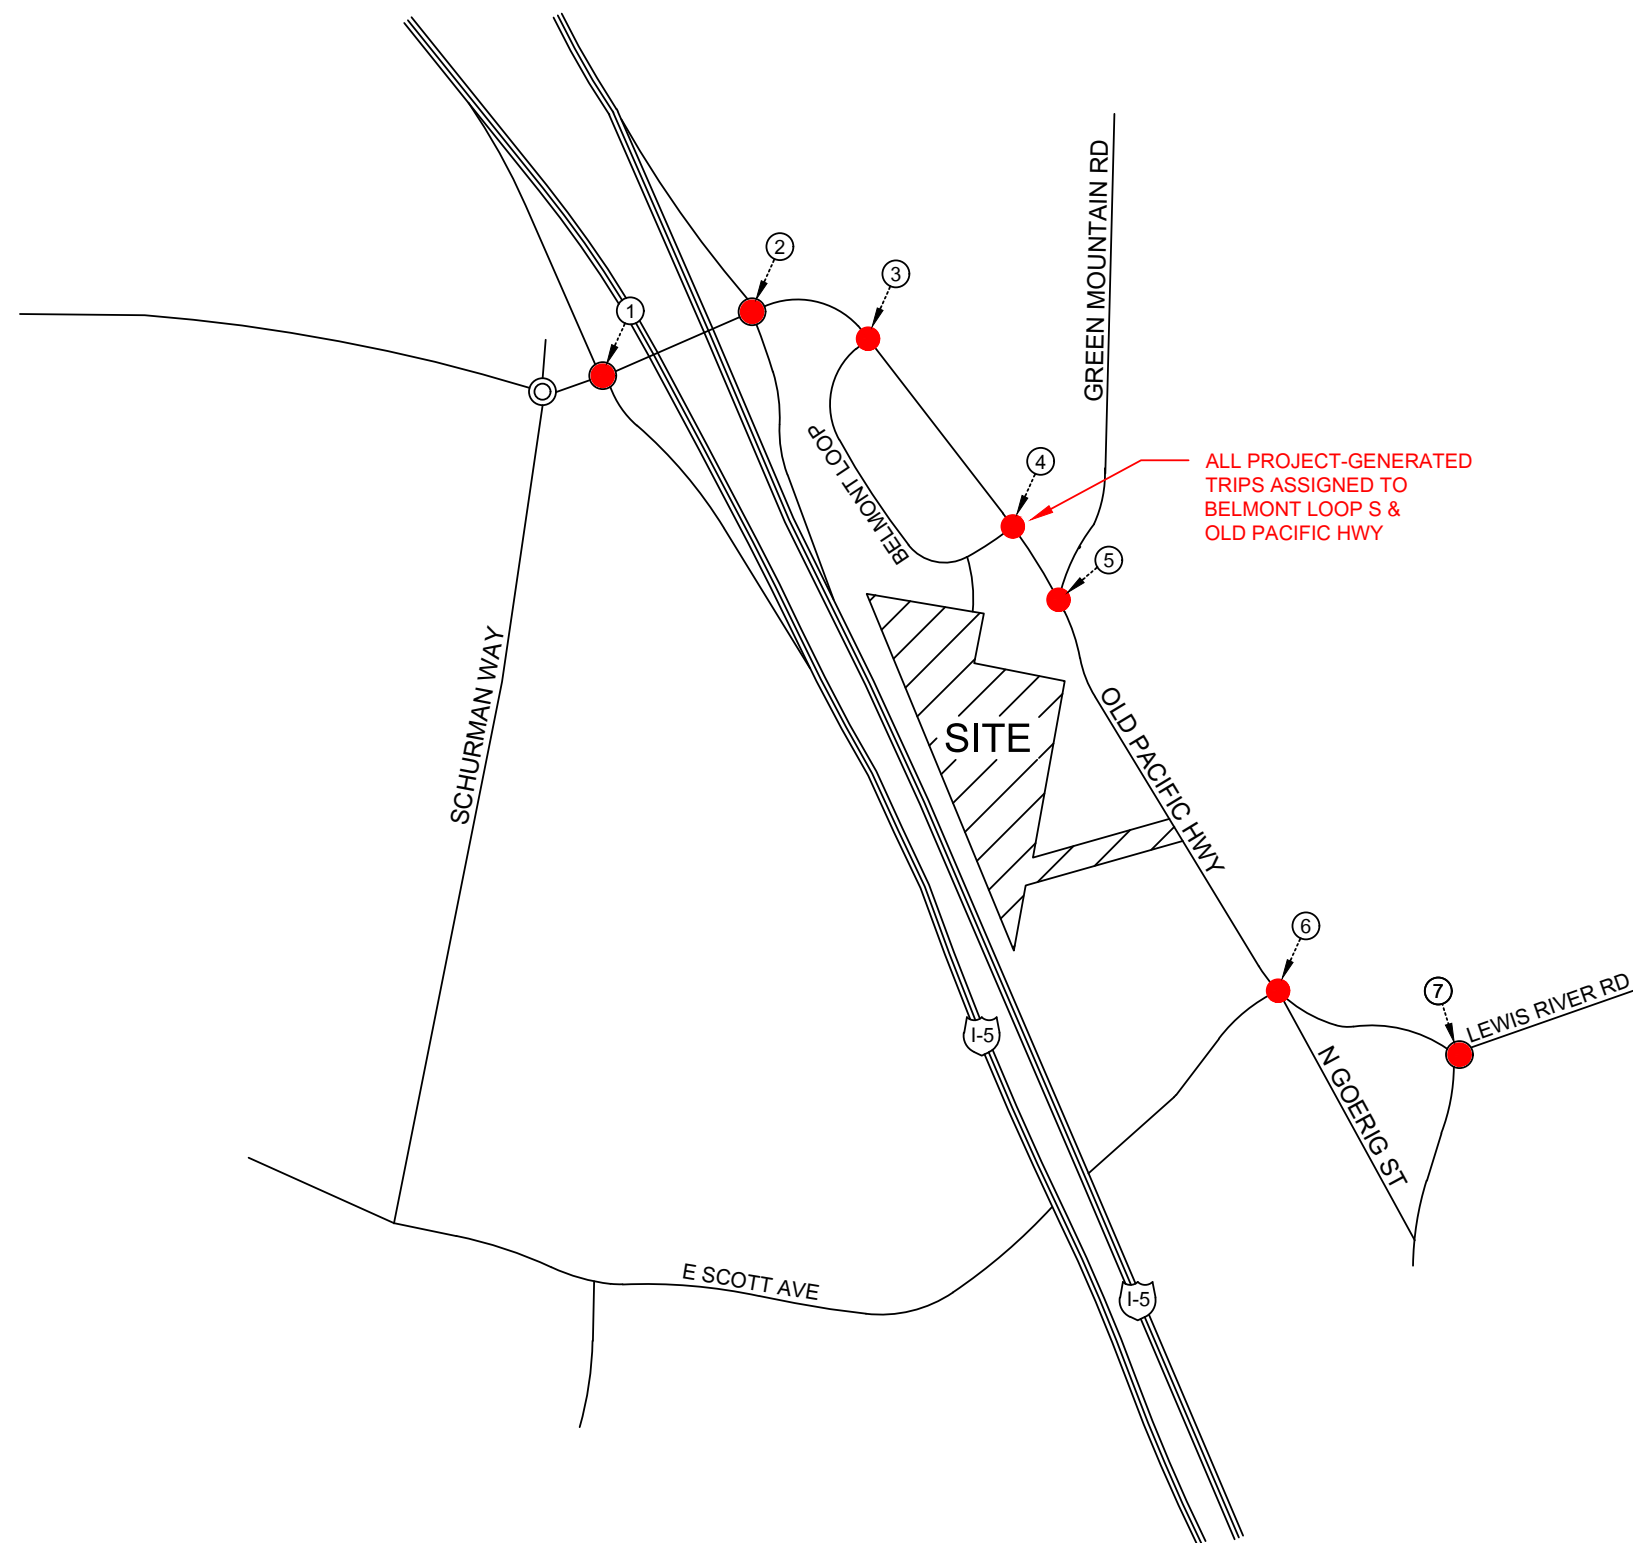 2
3
1
GREEN MOUNTAIN RD
4
ALL PROJECT-GENERATED
TRIPS ASSIGNED TO
BELMONT LOOP S &
OLD PACIFIC HWY
BELMONT LOOP
5
SCHURMAN WAY
SITE
OLD PACIFIC HWY
6
7
LEWIS RIVER RD
I-5
N GOERIG ST
E SCOTT AVE
I-5